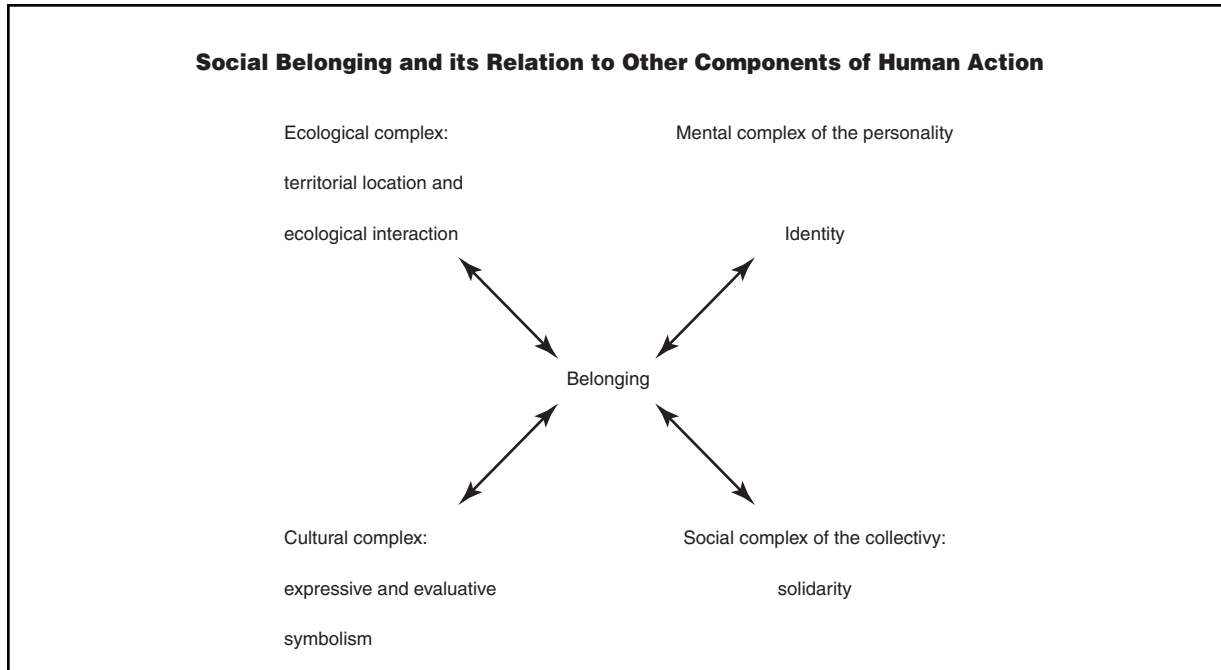 Social Belonging and its Relation to Other Components of Human Action
Ecological complex:
territorial location and
ecological interaction
Mental complex of the personality
Identity
Belonging
Cultural complex:
expressive and evaluative
symbolism
Social complex of the collectivy:
solidarity